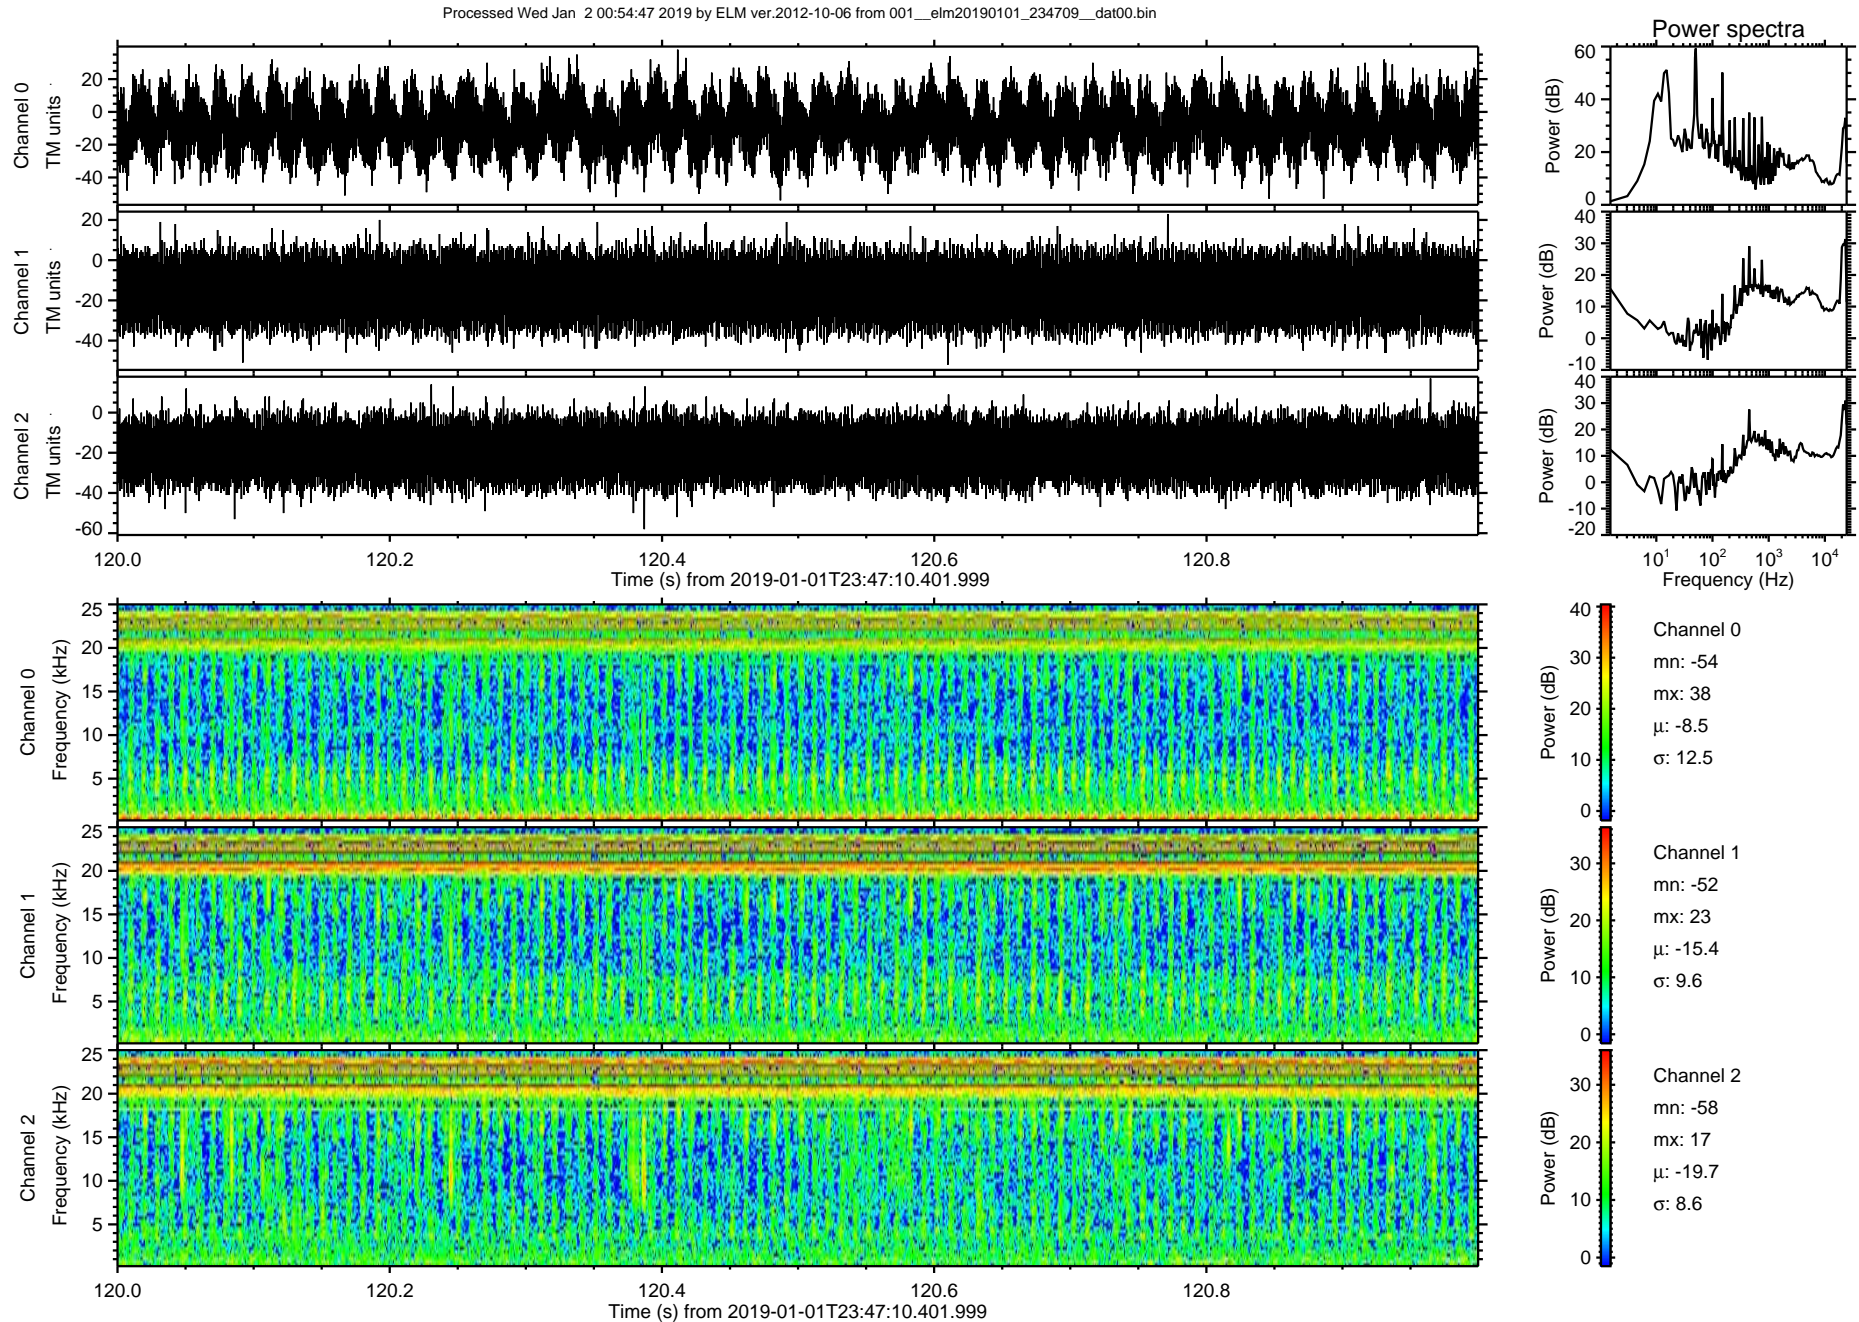 Processed Wed Jan  2 00:54:47 2019 by ELM ver.2012-10-06 from 001__elm20190101_234709__dat00.bin
Power spectra
Channel 0
TM units
20
0
-20
-40
Power (dB)
60
40
20
0
Channel 1
TM units
20
0
-20
-40
Power (dB)
40
30
20
10
0
-10
Channel 2
TM units
0
-20
-40
-60
Power (dB)
40
30
20
10
0
-10
-20
120.0 120.2 120.4 120.6 120.8
Time (s) from 2019-01-01T23:47:10.401.999
10¹ 10² 10³ 10⁴
Frequency (Hz)
Channel 0
Frequency (kHz)
25
20
15
10
5
Power (dB)
40
30
20
10
0
Channel 0
mn: -54
mx: 38
μ: -8.5
σ: 12.5
Channel 1
Frequency (kHz)
25
20
15
10
5
Power (dB)
30
20
10
0
Channel 1
mn: -52
mx: 23
μ: -15.4
σ: 9.6
Channel 2
Frequency (kHz)
25
20
15
10
5
Power (dB)
30
20
10
0
Channel 2
mn: -58
mx: 17
μ: -19.7
σ: 8.6
120.0 120.2 120.4 120.6 120.8
Time (s) from 2019-01-01T23:47:10.401.999